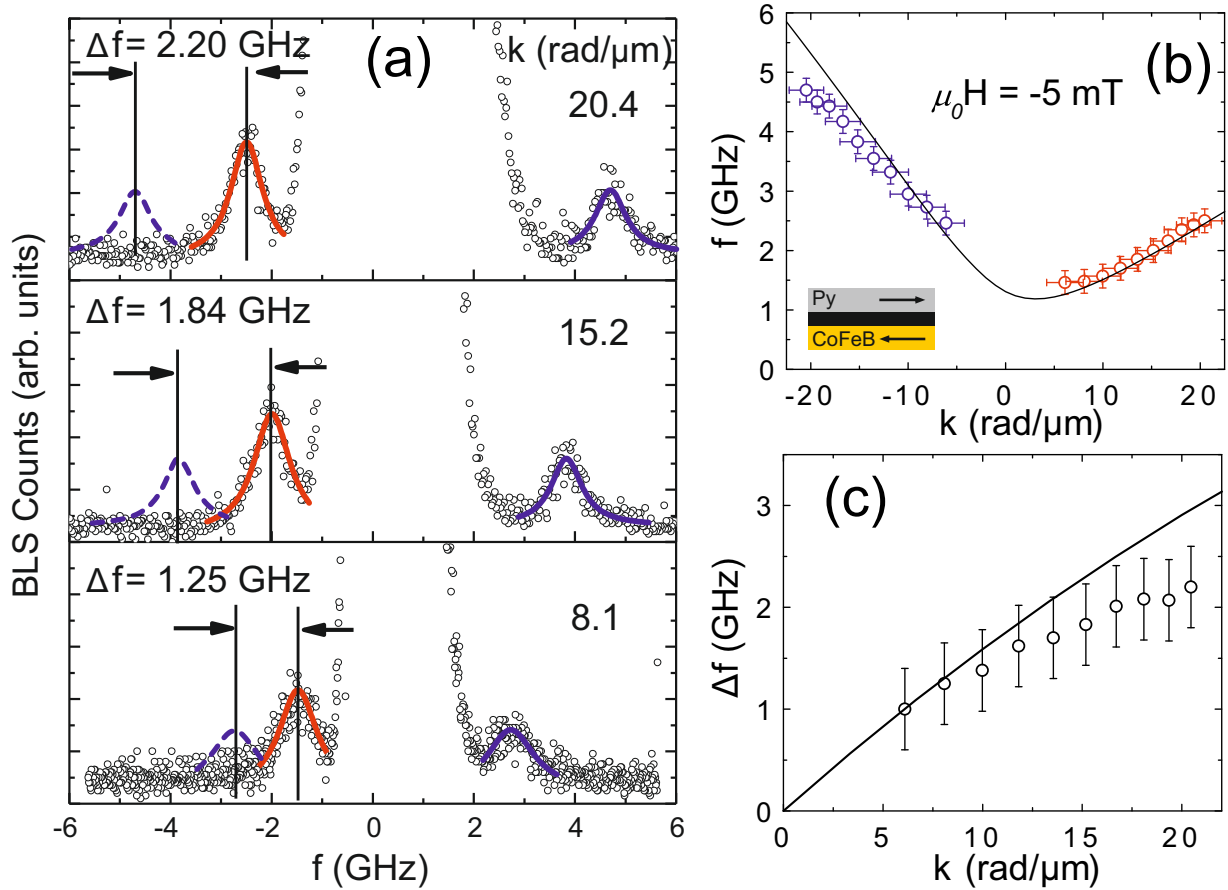 (a)
Δf = 2.20 GHz
k (rad/μm)
20.4
Δf = 1.84 GHz
15.2
Δf = 1.25 GHz
8.1
BLS Counts (arb. units)
-6 -4 -2 0 2 4 6
f (GHz)
(b)
6
5
4
3
2
1
0
f (GHz)
μ₀H = -5 mT
Py
CoFeB
-20 -10 0 10 20
k (rad/μm)
(c)
3
2
1
0
Δf (GHz)
0 5 10 15 20
k (rad/μm)